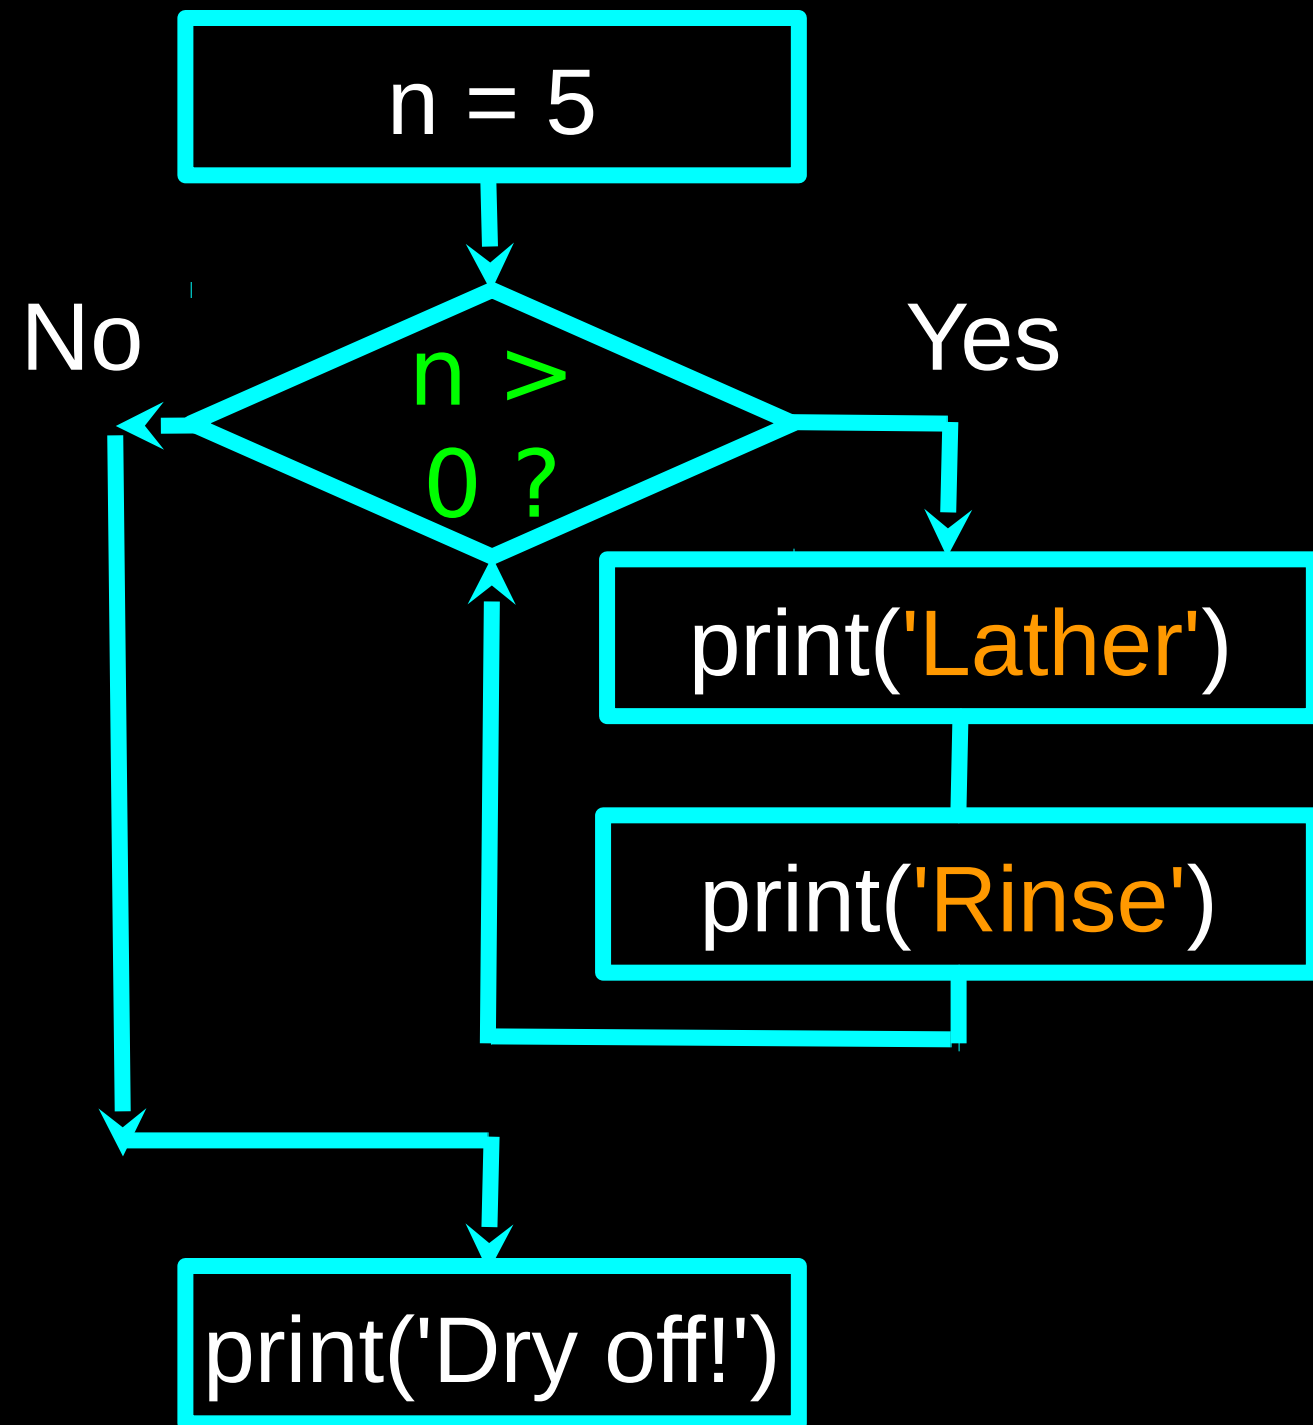 n = 5
No
Yes
n >
0 ?
print('Lather')
print('Rinse')
print('Dry off!')